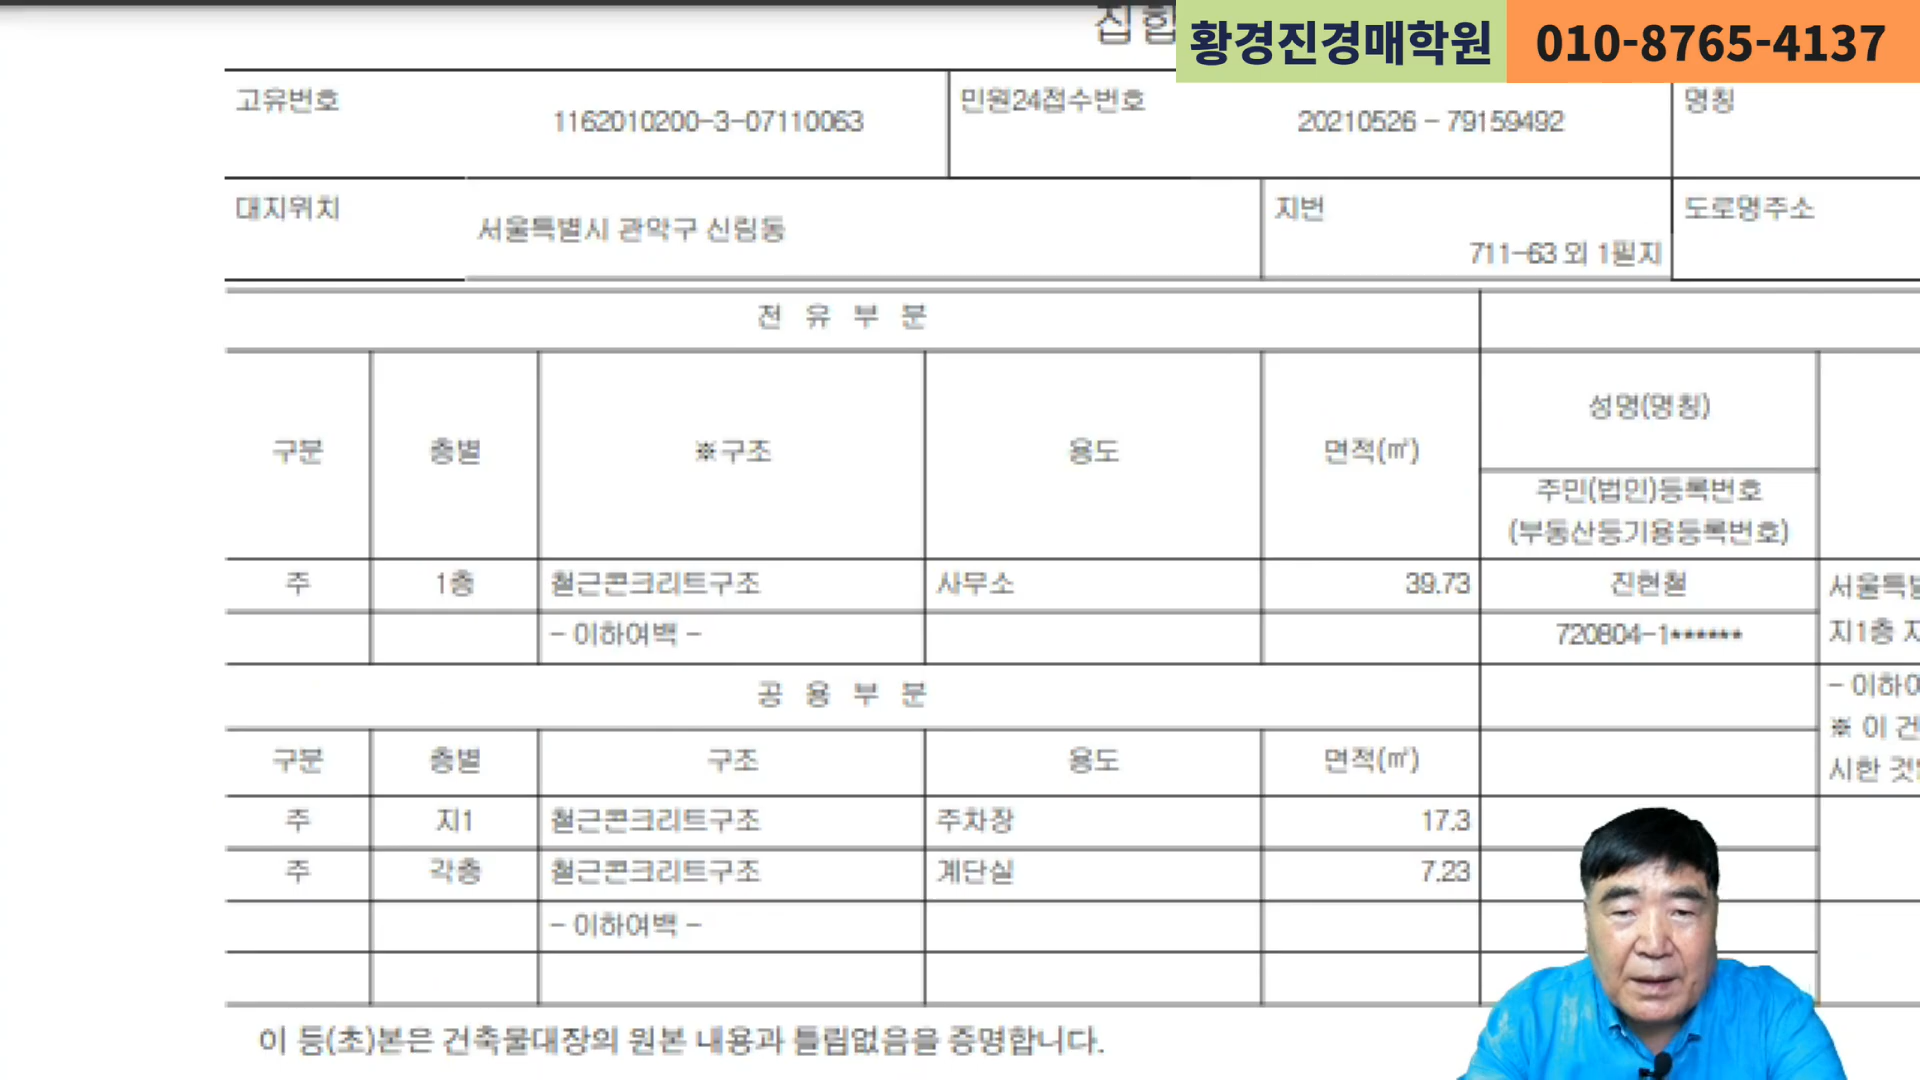 집합
황경진경매학원
010-8765-4137
고유번호
1162010200-3-07110063
민원24접수번호
20210526 - 79159492
명칭
대지위치
서울특별시 관악구 신림동
지번
711-63 외 1필지
도로명주소
전 유 부 분
구분
층별
※구조
용도
면적(㎡)
성명(명칭)
주민(법인)등록번호
(부동산등기용등록번호)
주
1층
철근콘크리트구조
사무소
39.73
진현철
서울특별
- 이하여백 -
720804-1******
지1층 지
공 용 부 분
- 이하여
※ 이 건
시한 것
구분
층별
구조
용도
면적(㎡)
주
지1
철근콘크리트구조
주차장
17.3
주
각층
철근콘크리트구조
계단실
7.23
- 이하여백 -
이 등(초)본은 건축물대장의 원본 내용과 틀림없음을 증명합니다.